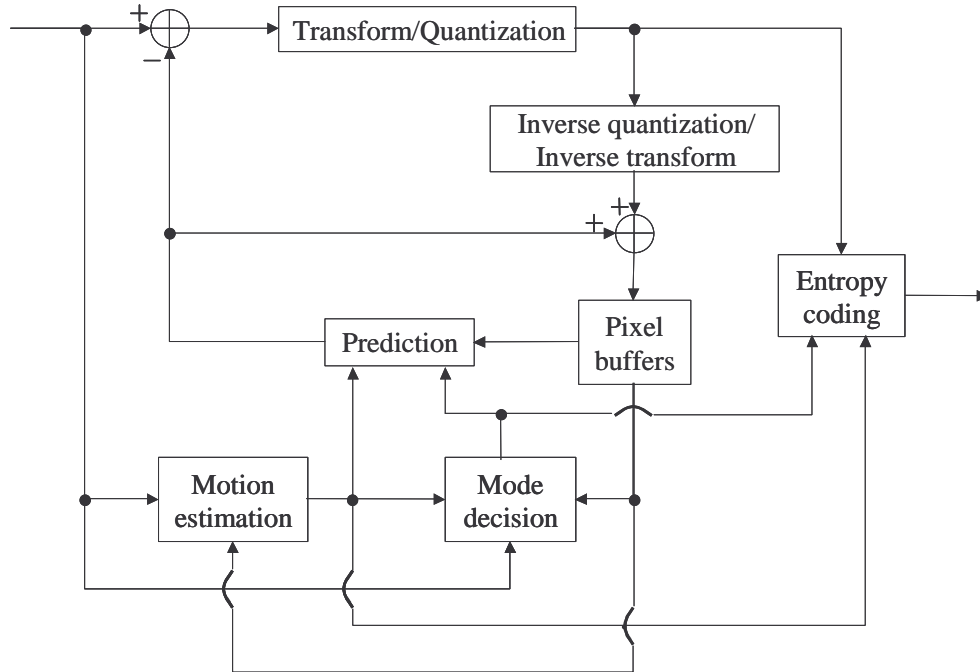 +
Transform/Quantization
−
Inverse quantization/
Inverse transform
+
+
Entropy
coding
Pixel
buffers
Prediction
Motion
estimation
Mode
decision